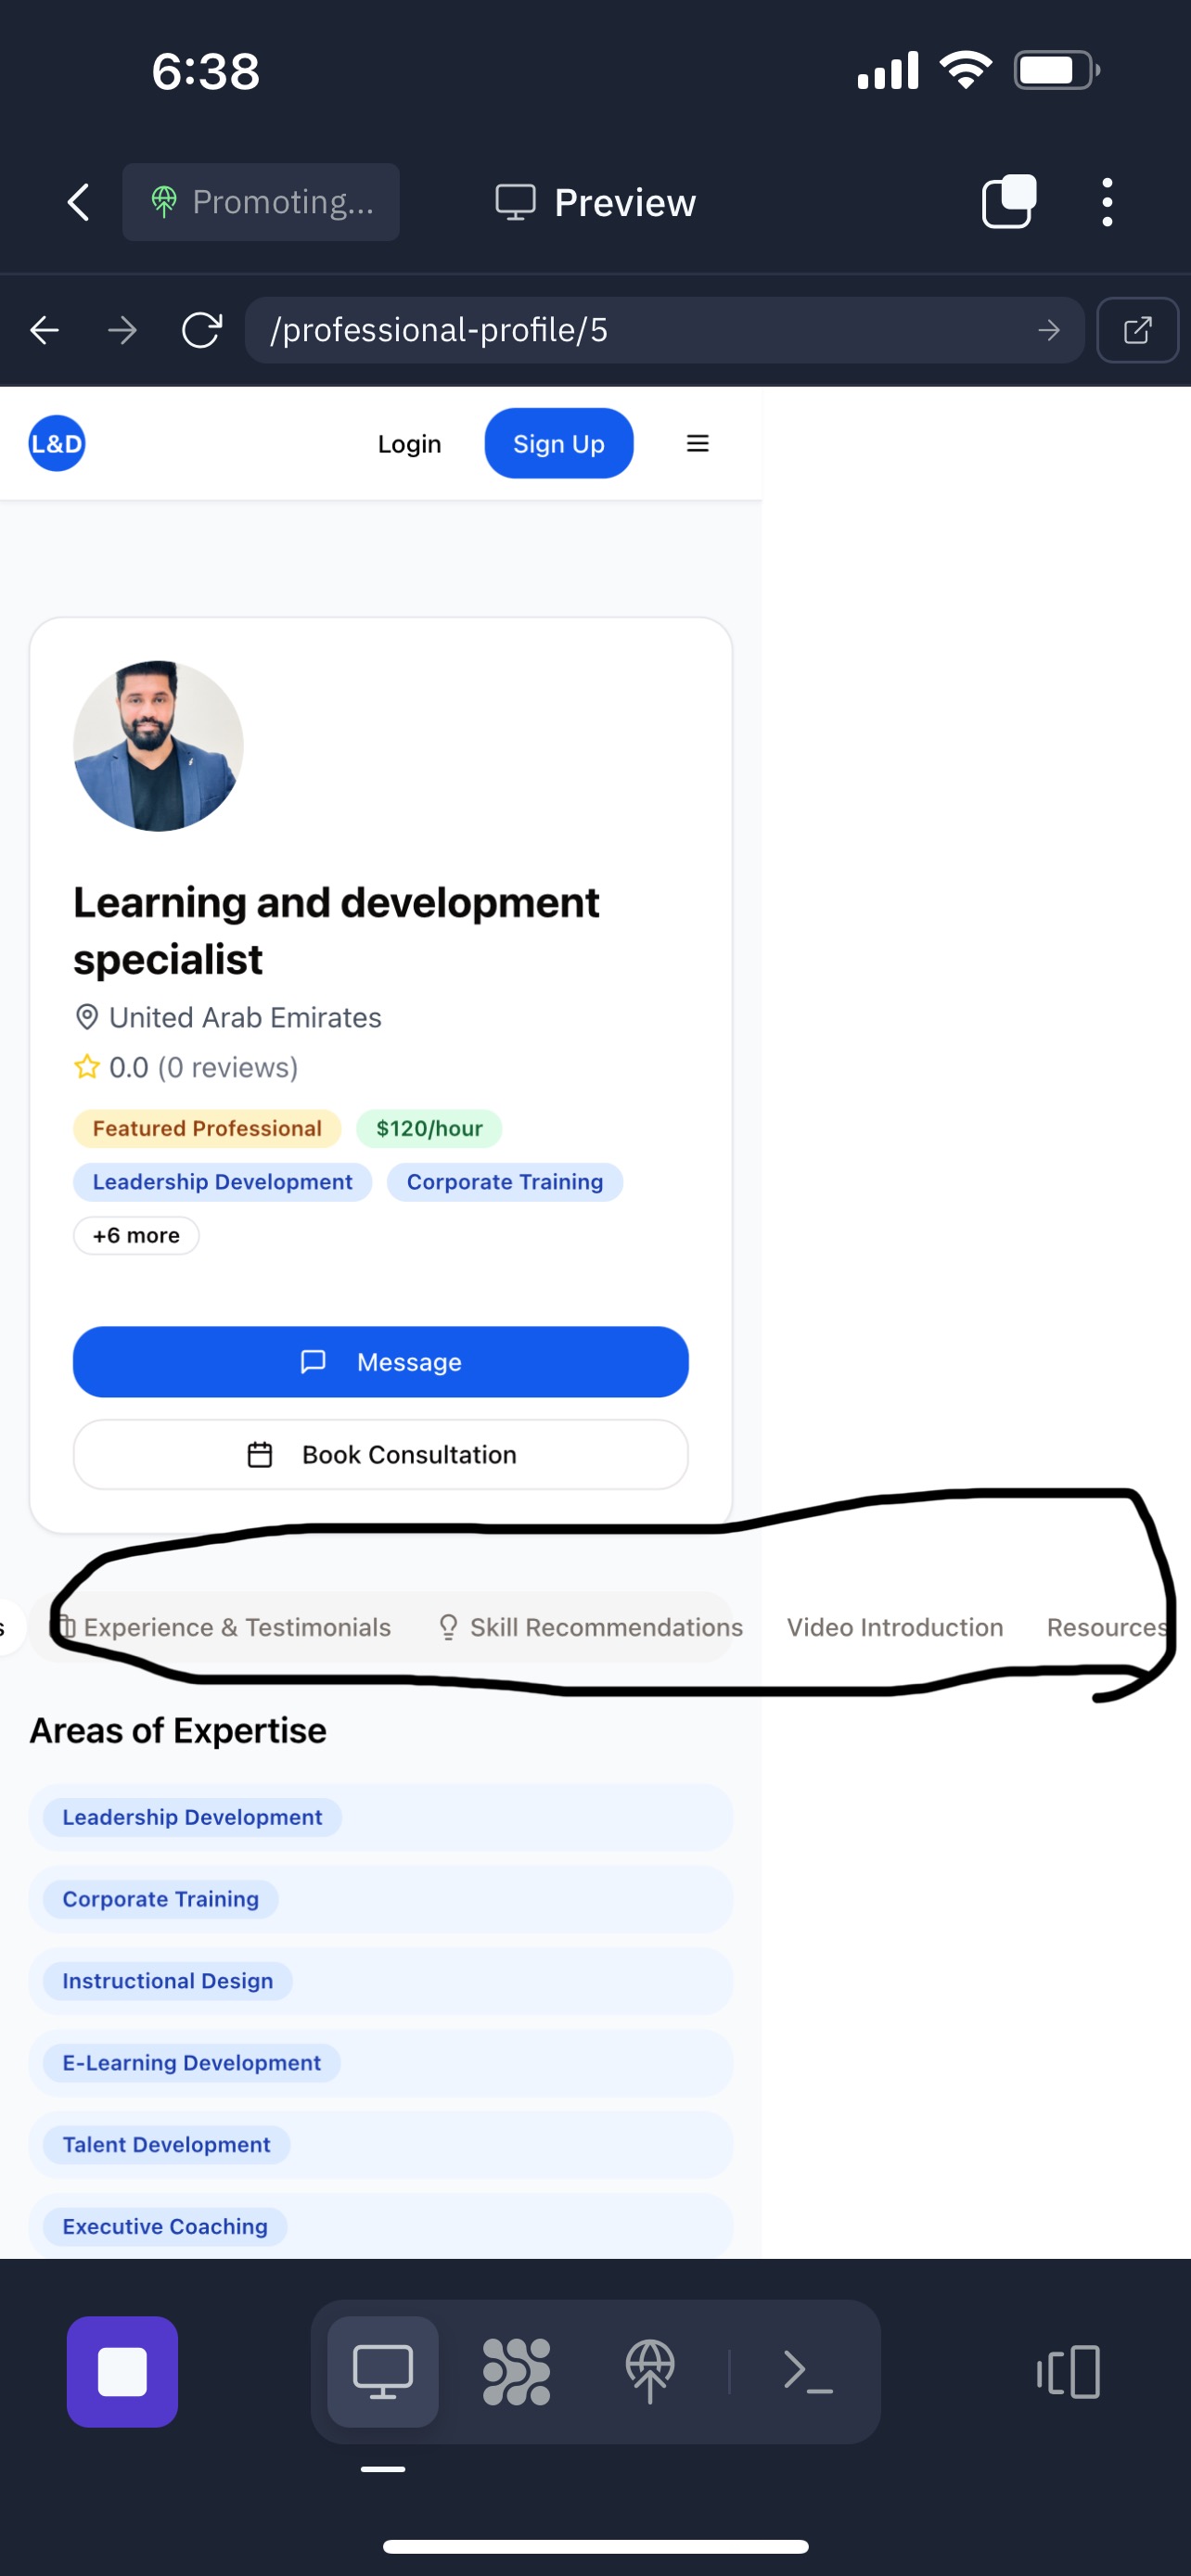 6:38
Promoting...
Preview
/professional-profile/5
L&D
Login
Sign Up
Learning and development
specialist
United Arab Emirates
0.0 (0 reviews)
Featured Professional
$120/hour
Leadership Development
Corporate Training
+6 more
Message
Book Consultation
s
Experience & Testimonials
Skill Recommendations
Video Introduction
Resources
Areas of Expertise
Leadership Development
Corporate Training
Instructional Design
E-Learning Development
Talent Development
Executive Coaching